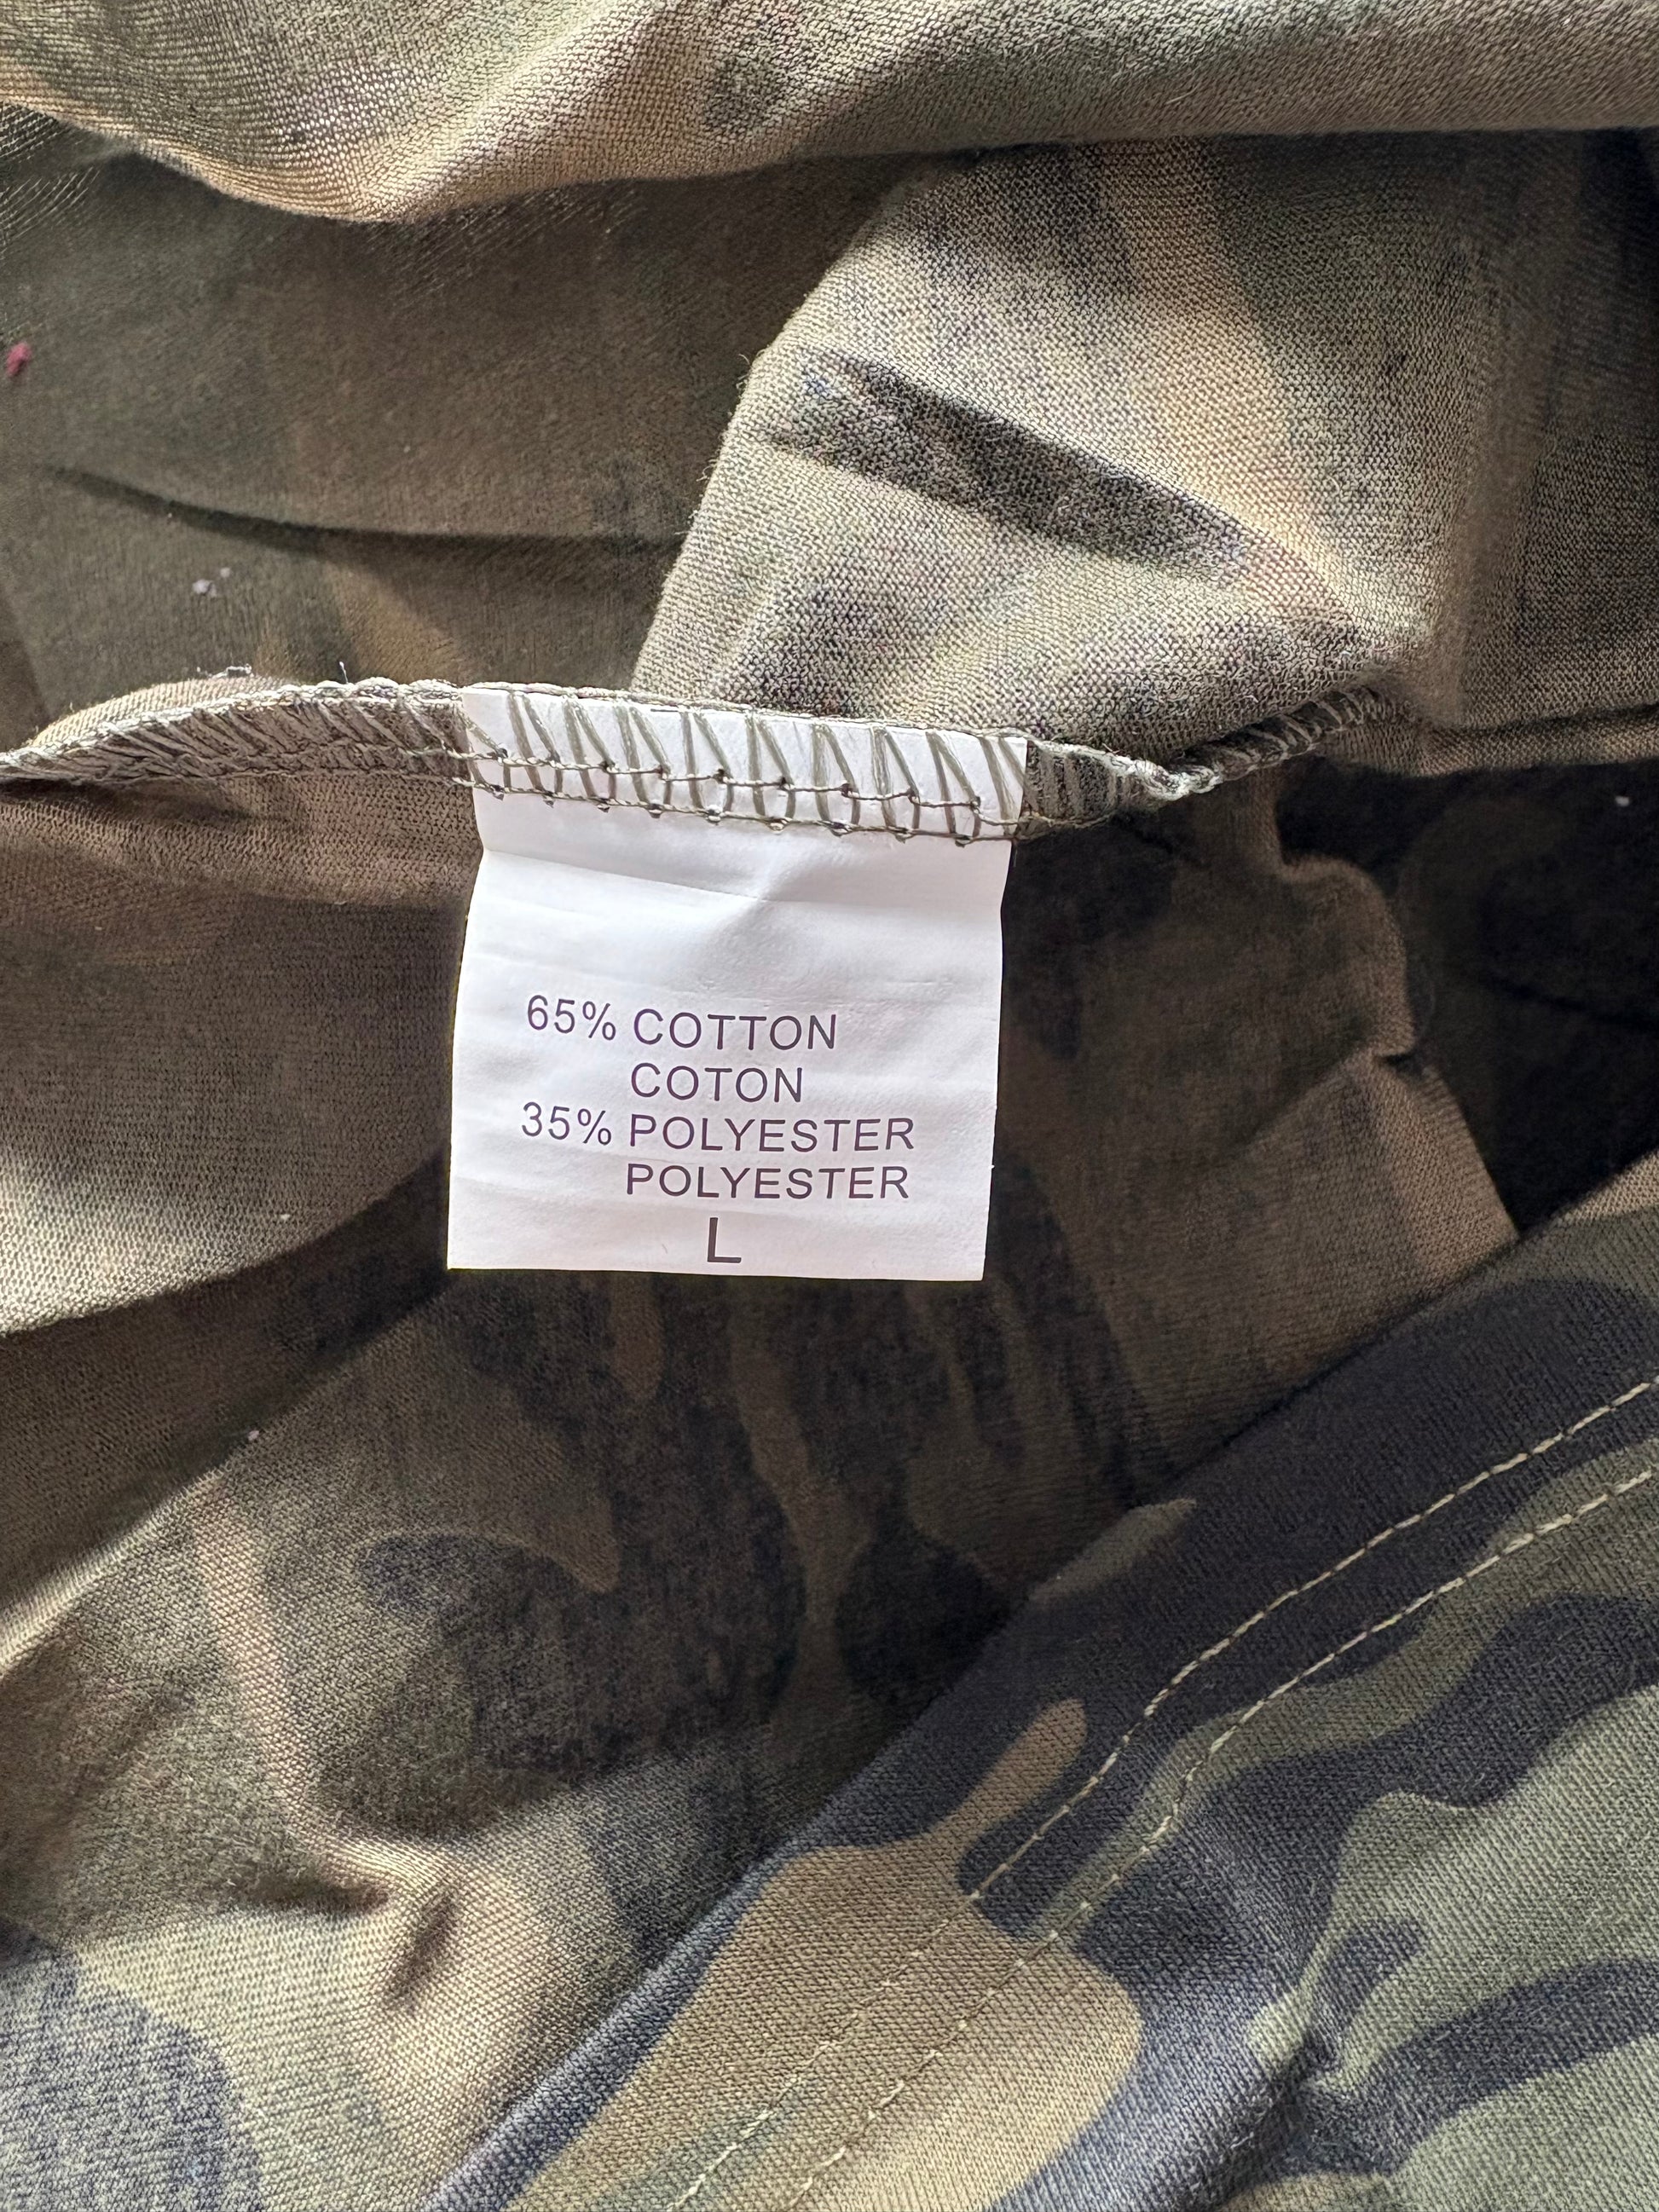 65% COTTON
COTON
35% POLYESTER
POLYESTER
L